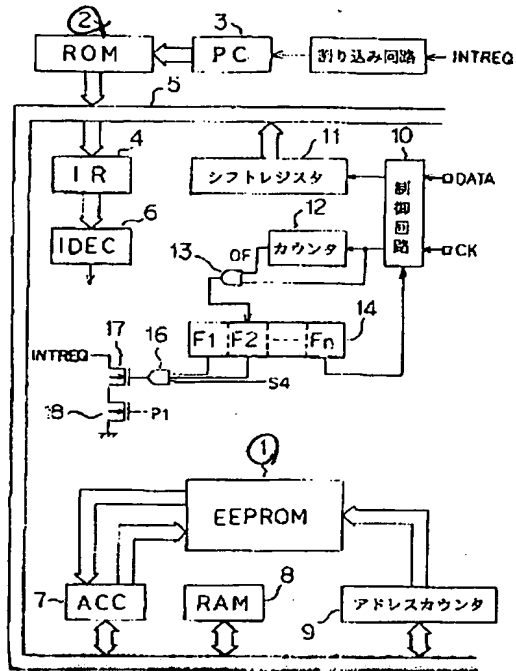 2
3
ROM
PC
割り込み回路
INTREQ
5
4
11
10
IR
シフトレジスタ
制御回路
DATA
6
12
IDEC
カウンタ
OF
CK
13
14
F1 F2 ---- Fn
17
16
INTREQ
S4
18
P1
1
EEPROM
7
ACC
8
RAM
9
アドレスカウンタ